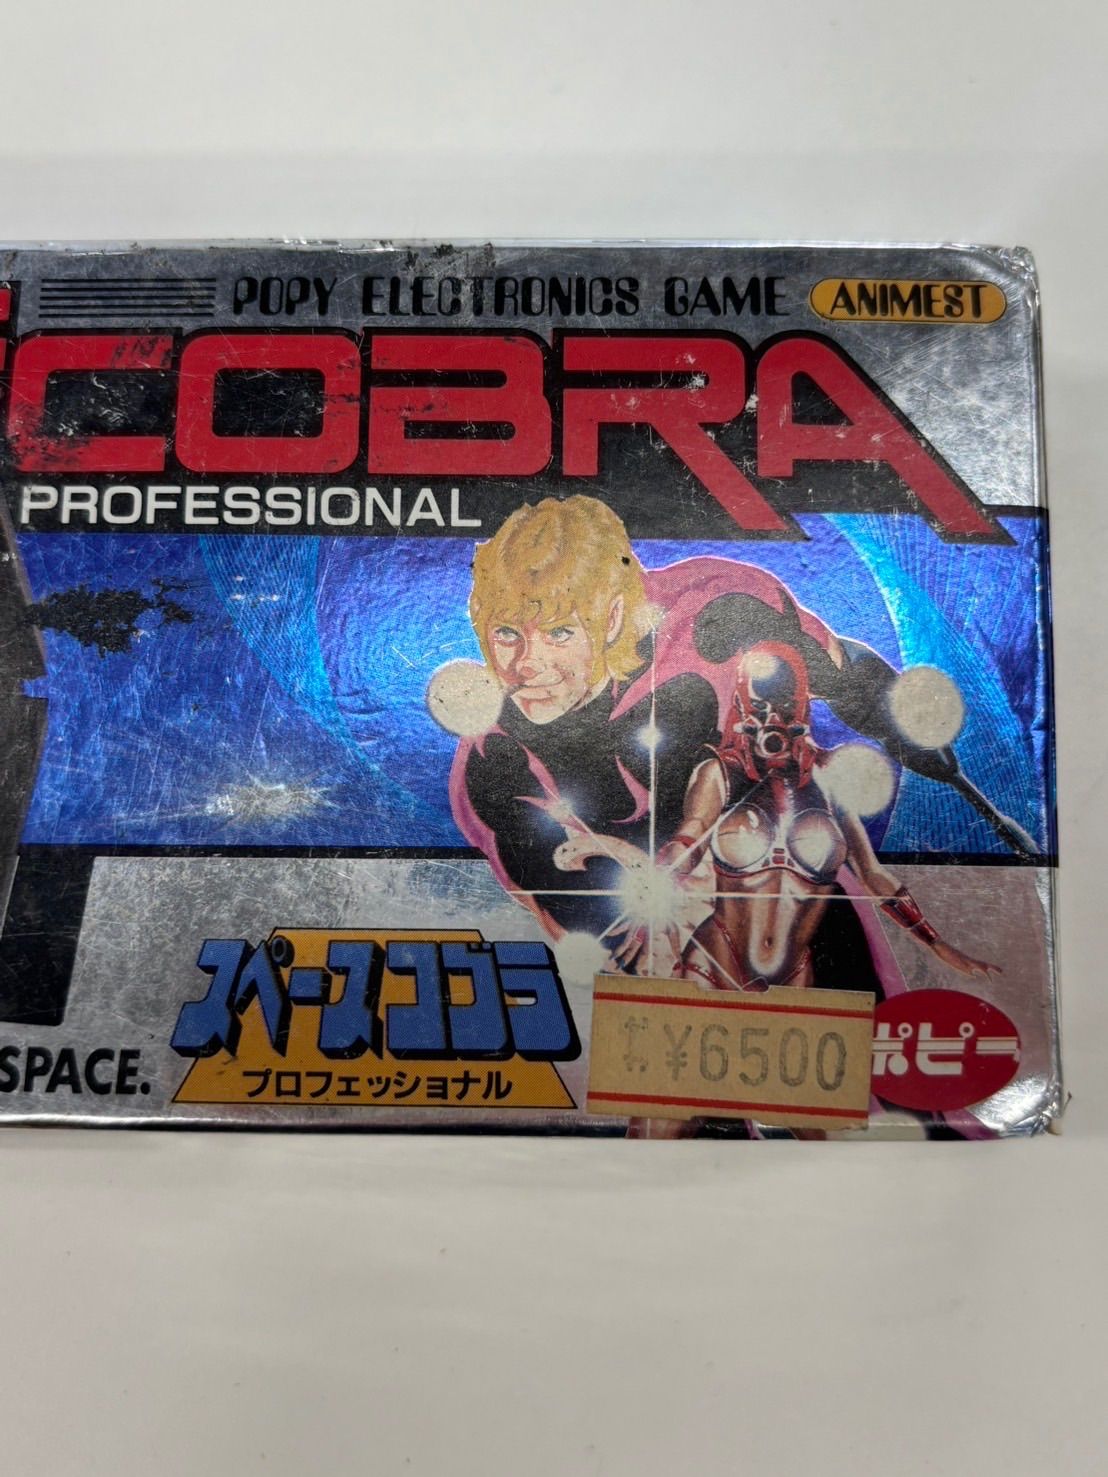 POPY ELECTRONICS GAME ANIMEST
COBRA
PROFESSIONAL
スペースコブラ
プロフェッショナル
SPACE.
¥6500
ポピー